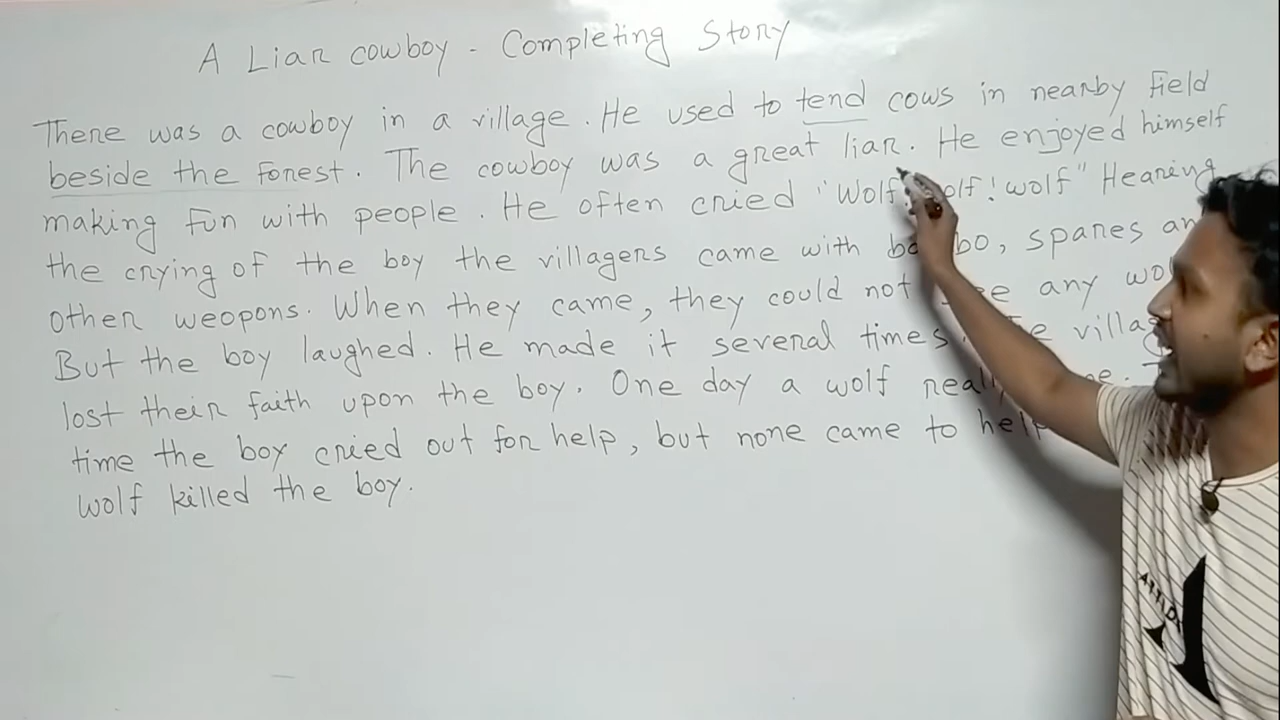 A Liar cowboy - Completing Story
There was a cowboy in a village. He used to tend cows in nearby field
beside the forest. The cowboy was a great liar. He enjoyed himself
making fun with people. He often cried "Wolf! wolf! wolf" Hearing
the crying of the boy the villagers came with spares
other weopons. When they came, they could not see any
But the boy laughed. He made it several times.
lost their faith upon the boy. One day a wolf
time the boy cried out for help, but none came to
wolf killed the boy.